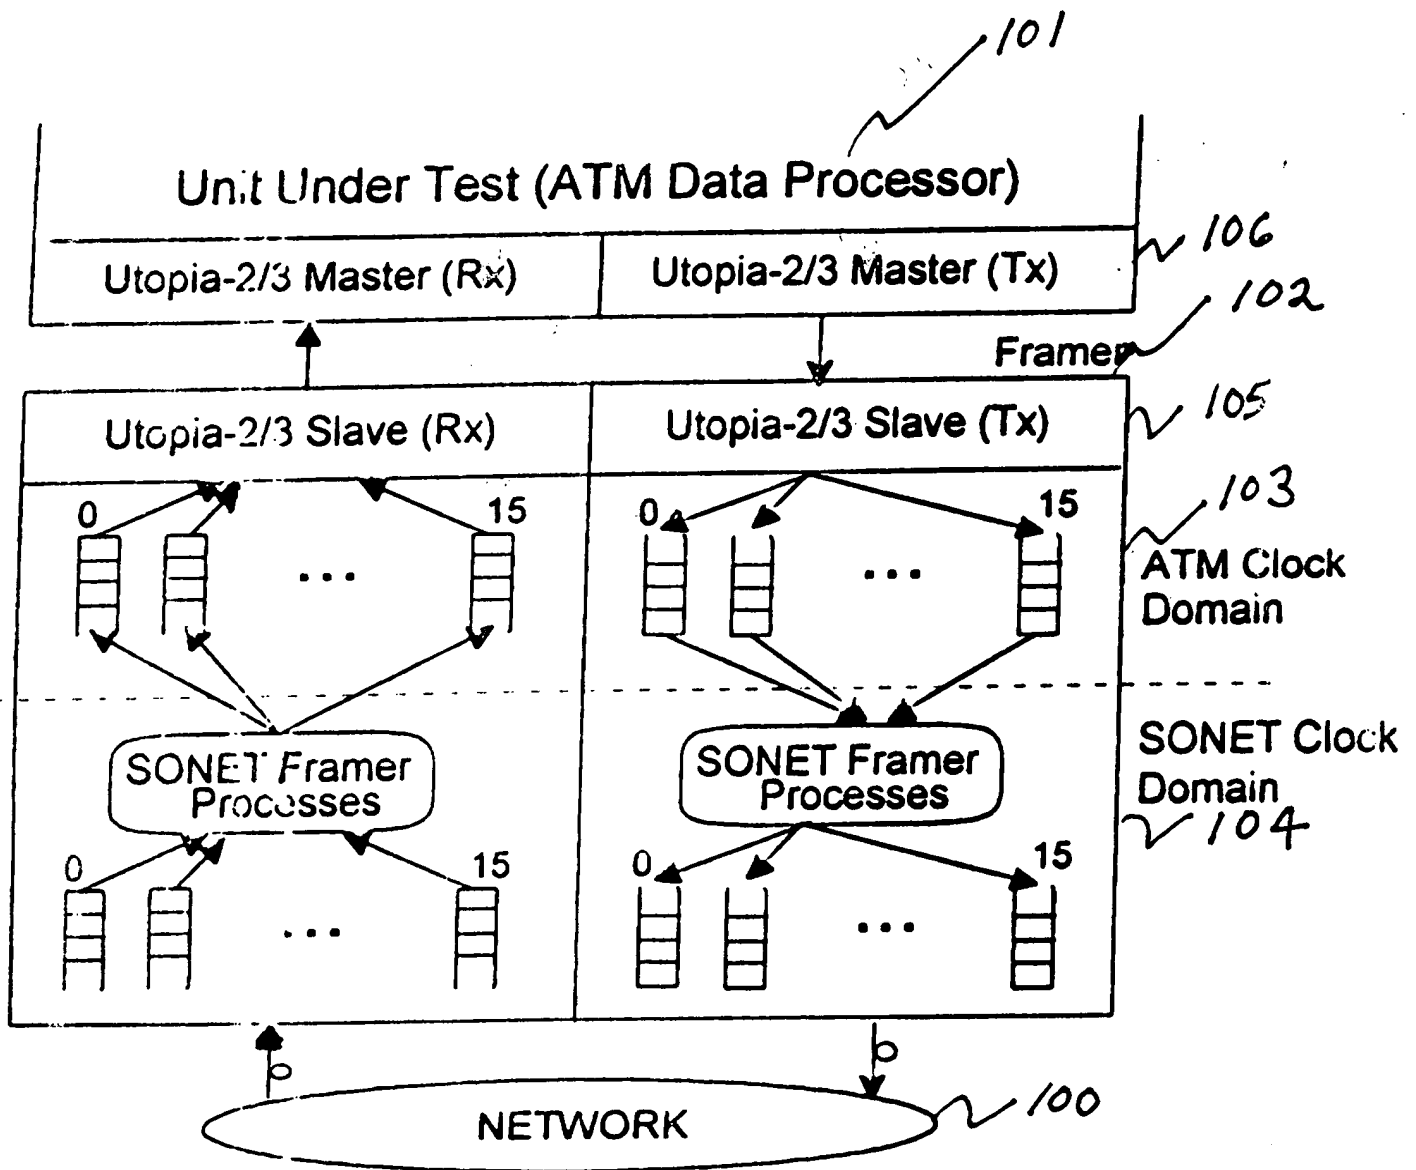 101
Unit Under Test (ATM Data Processor)
106
Utopia-2/3 Master (Rx)
Utopia-2/3 Master (Tx)
102
Framer
105
Utopia-2/3 Slave (Rx)
Utopia-2/3 Slave (Tx)
103
0
15
0
15
...
...
ATM Clock
Domain
SONET Framer
Processes
SONET Framer
Processes
SONET Clock
Domain
104
0
15
0
15
...
...
NETWORK
100